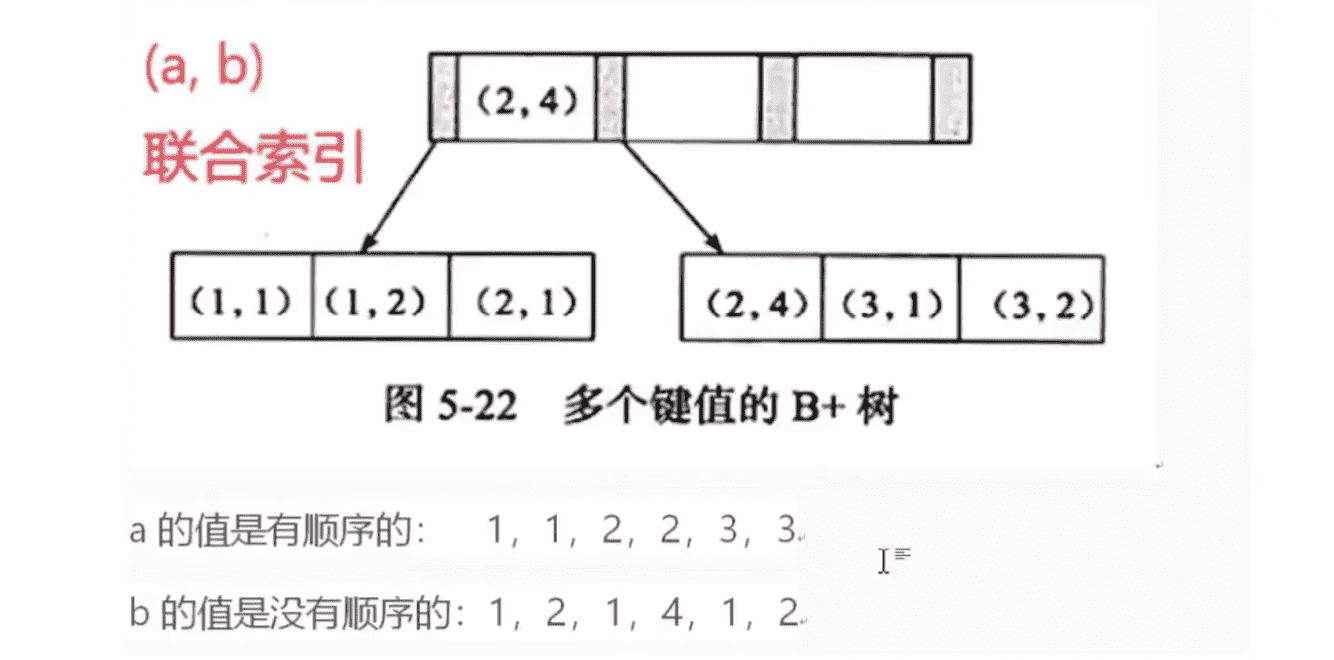 (a, b)
联合索引
(2,4)
(1,1) (1,2) (2,1) (2,4) (3,1) (3,2)
图 5-22 多个键值的 B+ 树
a 的值是有顺序的: 1, 1, 2, 2, 3, 3
b 的值是没有顺序的: 1, 2, 1, 4, 1, 2